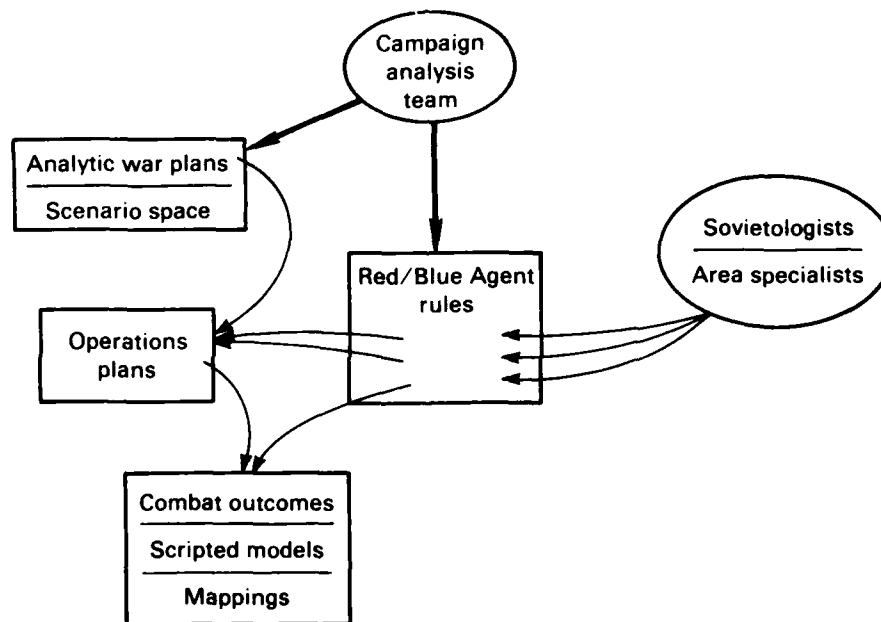 Campaign
analysis
team
Analytic war plans
Scenario space
Sovietologists
Area specialists
Red/Blue Agent
rules
Operations
plans
Combat outcomes
Scripted models
Mappings